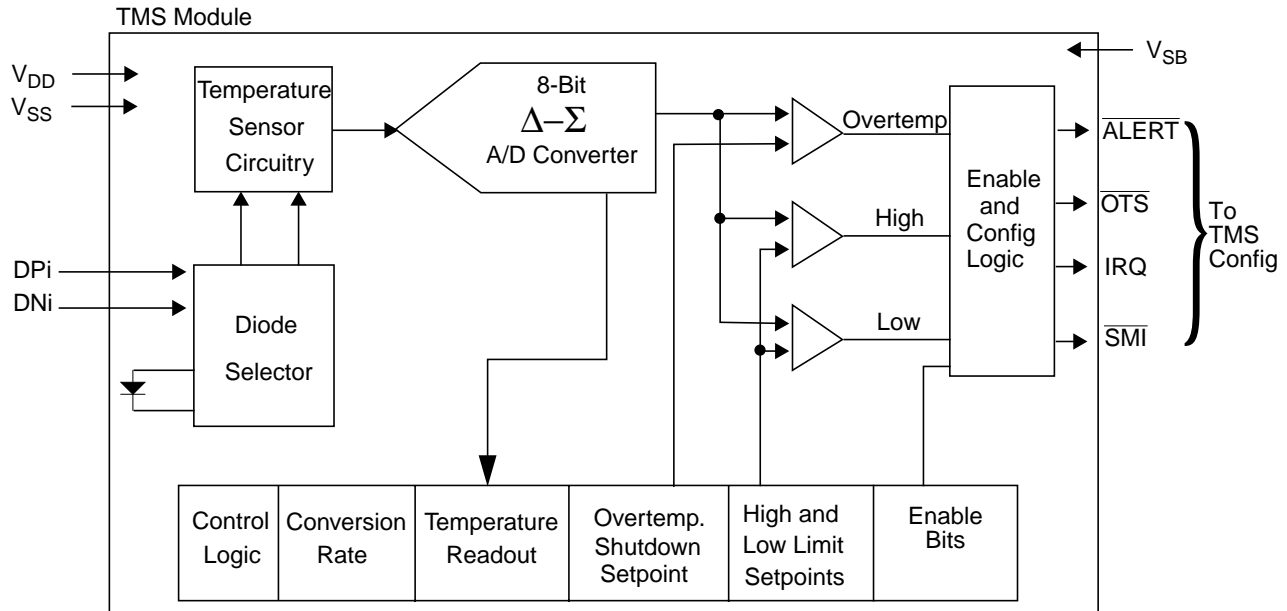 TMS Module
VDD
VSS
VSB
Temperature
Sensor
Circuitry
8-Bit
Δ–Σ
A/D Converter
Overtemp
High
Low
Enable
and
Config
Logic
ALERT
OTS
IRQ
SMI
To
TMS
Config
DPi
DNi
Diode
Selector
Control
Logic
Conversion
Rate
Temperature
Readout
Overtemp.
Shutdown
Setpoint
High and
Low Limit
Setpoints
Enable
Bits